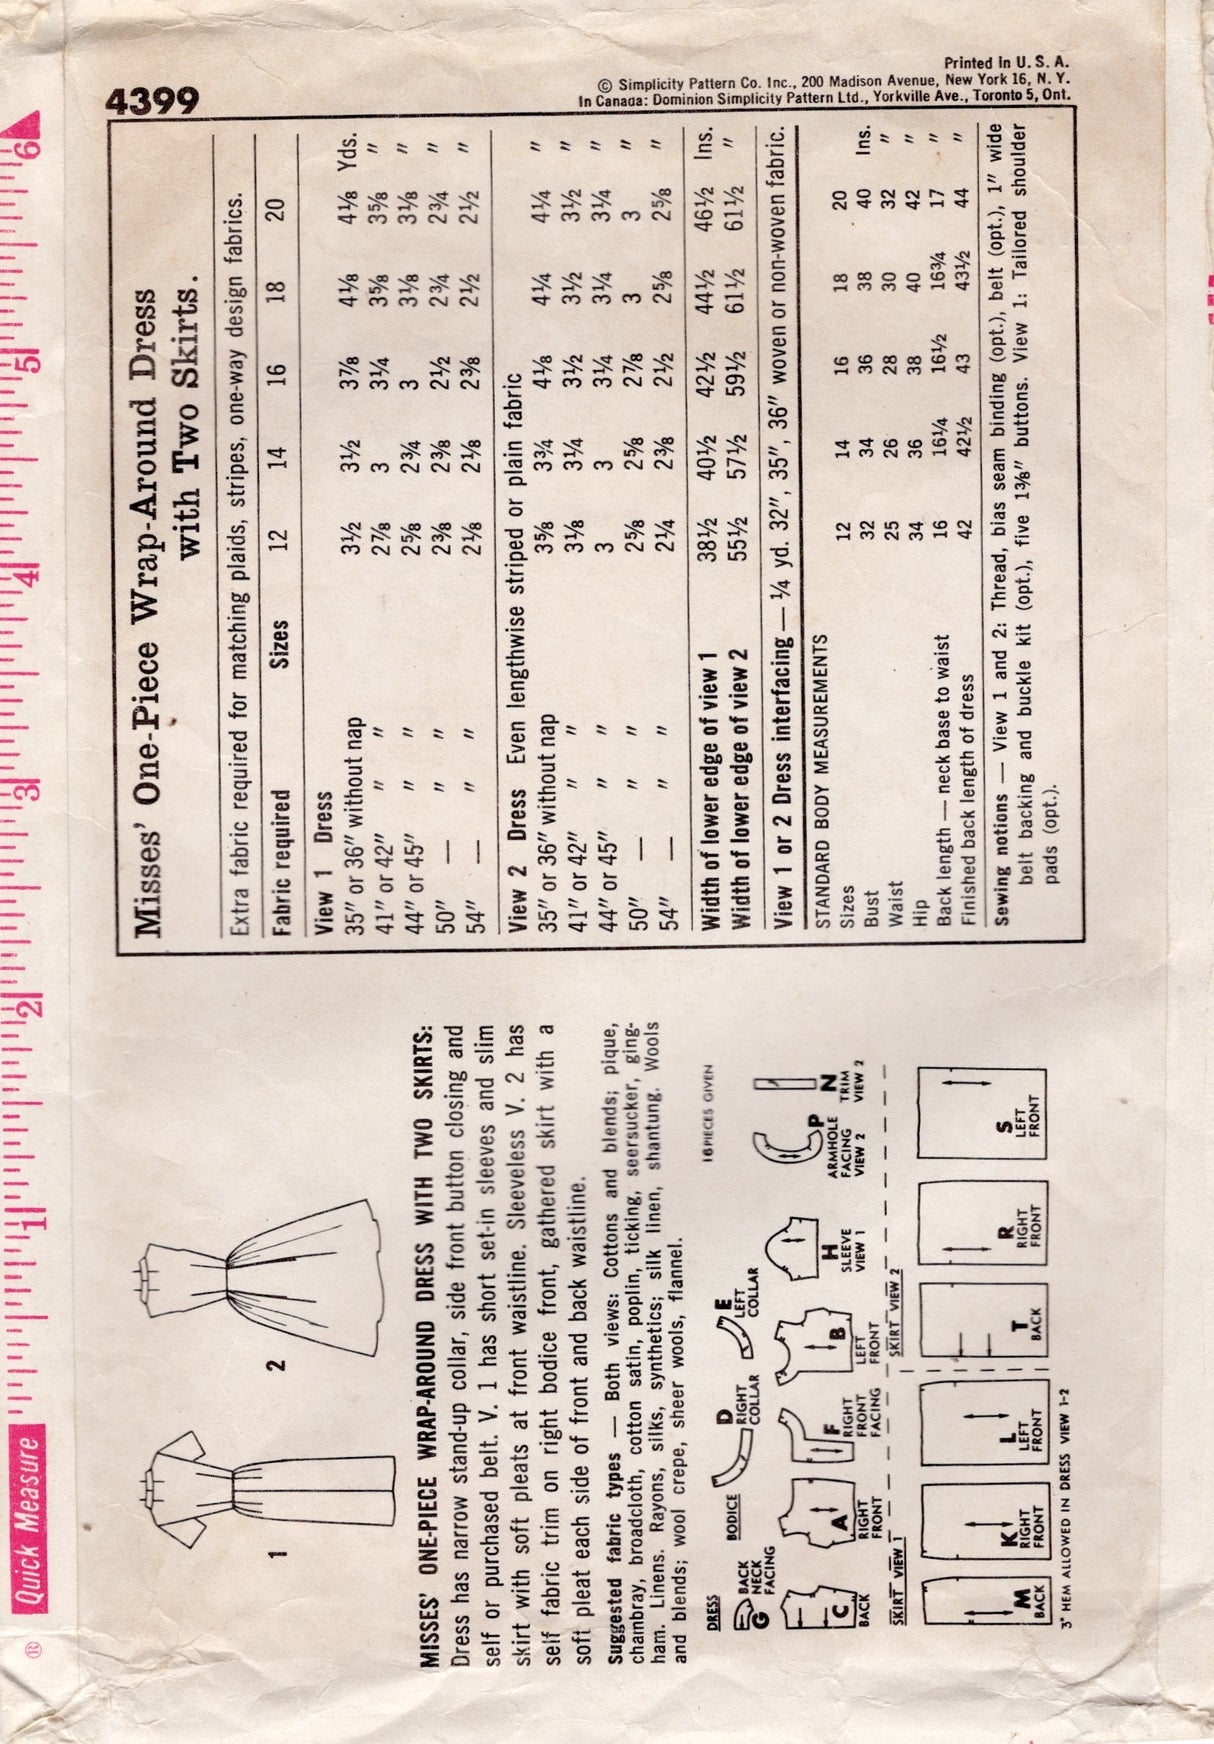 4399
Printed In U. S. A.
© Simplicity Pattern Co. Inc., 200 Madison Avenue, New York 16, N. Y.
In Canada: Dominion Simplicity Pattern Ltd., Yorkville Ave., Toronto 5, Ont.
® Quick Measure 1 2 3 4 5 6
Misses' One-Piece Wrap-Around Dress
with Two Skirts.
Extra fabric required for matching plaids, stripes, one-way design fabrics.
Fabric required Sizes 12 14 16 18 20
View 1 Dress
35" or 36" without nap 3½ 3½ 3⅞ 4⅛ 4⅛ Yds.
41" or 42" " " 2⅞ 3 3¼ 3⅝ 3⅝ "
44" or 45" " " 2⅝ 2¾ 3 3⅛ 3⅛ "
50" — " " 2⅜ 2⅜ 2½ 2¾ 2¾ "
54" — " " 2⅛ 2⅛ 2⅜ 2½ 2½ "
View 2 Dress Even lengthwise striped or plain fabric
35" or 36" without nap 3⅝ 3¾ 4⅛ 4¼ 4¼ "
41" or 42" " " 3⅛ 3¼ 3½ 3½ 3½ "
44" or 45" " " 3 3 3¼ 3¼ 3¼ "
50" — " " 2⅝ 2⅝ 2⅞ 3 3 "
54" — " " 2¼ 2⅜ 2½ 2⅝ 2⅝ "
Width of lower edge of view 1 38½ 40½ 42½ 44½ 46½ Ins.
Width of lower edge of view 2 55½ 57½ 59½ 61½ 61½ "
View 1 or 2 Dress interfacing — ¼ yd. 32", 35", 36" woven or non-woven fabric.
STANDARD BODY MEASUREMENTS
Sizes 12 14 16 18 20
Bust 32 34 36 38 40 Ins.
Waist 25 26 28 30 32 "
Hip 34 36 38 40 42 "
Back length — neck base to waist 16 16¼ 16½ 16¾ 17 "
Finished back length of dress 42 42½ 43 43½ 44 "
Sewing notions — View 1 and 2: Thread, bias seam binding (opt.), belt (opt.), 1" wide
belt backing and buckle kit (opt.), five 1⅜" buttons. View 1: Tailored shoulder
pads (opt.).
1
2
MISSES' ONE-PIECE WRAP-AROUND DRESS WITH TWO SKIRTS:
Dress has narrow stand-up collar, side front button closing and
self or purchased belt. V. 1 has short set-in sleeves and slim
skirt with soft pleats at front waistline. Sleeveless V. 2 has
self fabric trim on right bodice front, gathered skirt with a
soft pleat each side of front and back waistline.
Suggested fabric types — Both views: Cottons and blends; pique,
chambray, broadcloth, cotton satin, poplin, ticking, seersucker, ging-
ham. Linens. Rayons, silks, synthetics; silk linen, shantung. Wools
and blends; wool crepe, sheer wools, flannel.
16 PIECES GIVEN
DRESS
BODICE
G BACK
NECK
FACING
D
RIGHT
COLLAR
E
LEFT
COLLAR
C
BACK
A
RIGHT
FRONT
F
RIGHT
FRONT
FACING
B
LEFT
FRONT
H
SLEEVE
VIEW 1
P
ARMHOLE
FACING
VIEW 2
N
TRIM
VIEW 2
SKIRT VIEW 1
SKIRT VIEW 2
M
BACK
K
RIGHT
FRONT
L
LEFT
FRONT
T
BACK
R
RIGHT
FRONT
S
LEFT
FRONT
3" HEM ALLOWED IN DRESS VIEW 1-2